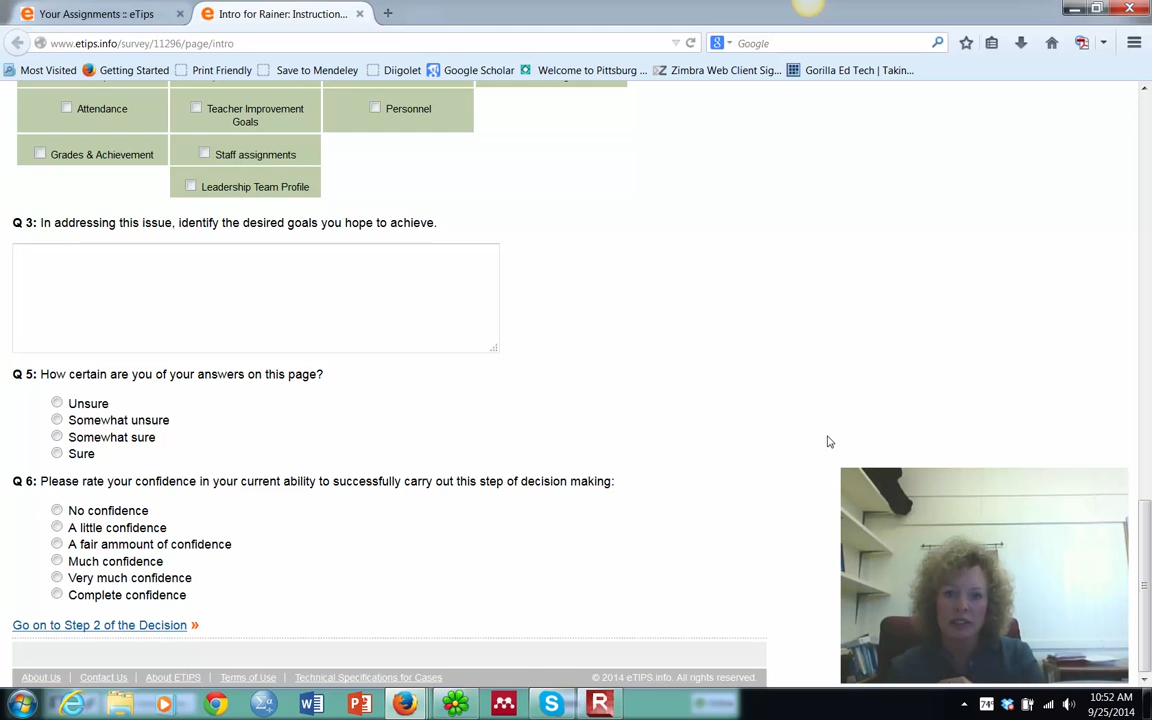 Your Assignments :: eTips
Intro for Rainer: Instruction...
www.etips.info/survey/11296/page/intro
Google
Most Visited
Getting Started
Print Friendly
Save to Mendeley
Diigolet
Google Scholar
Welcome to Pittsburg ...
Zimbra Web Client Sig...
Gorilla Ed Tech | Takin...
Attendance
Teacher Improvement
Goals
Personnel
Grades & Achievement
Staff assignments
Leadership Team Profile
Q 3: In addressing this issue, identify the desired goals you hope to achieve.
Q 5: How certain are you of your answers on this page?
Unsure
Somewhat unsure
Somewhat sure
Sure
Q 6: Please rate your confidence in your current ability to successfully carry out this step of decision making:
No confidence
A little confidence
A fair ammount of confidence
Much confidence
Very much confidence
Complete confidence
Go on to Step 2 of the Decision »
About Us | Contact Us | About ETIPS | Terms of Use | Technical Specifications for Cases
© 2014 eTIPS.info. All rights reserved.
74
10:52 AM
9/25/2014